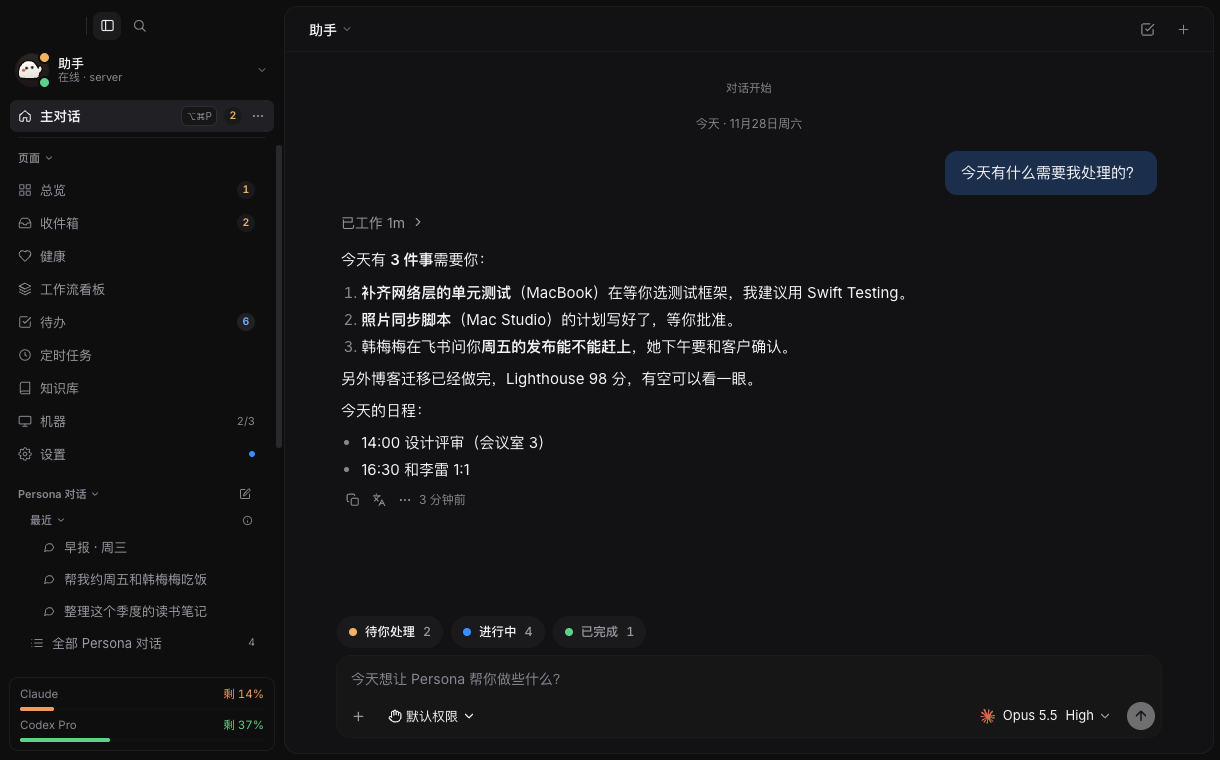 助手
在线 · server
主对话 ⌥⌘P 2
页面
总览 1
收件箱 2
健康
工作流看板
待办 6
定时任务
知识库
机器 2/3
设置
Persona 对话
最近
早报 · 周三
帮我约周五和韩梅梅吃饭
整理这个季度的读书笔记
全部 Persona 对话 4
Claude 剩 14%
Codex Pro 剩 37%
助手
对话开始
今天 · 11月28日周六
今天有什么需要我处理的?
已工作 1m
今天有 3 件事需要你：
1. 补齐网络层的单元测试（MacBook）在等你选测试框架，我建议用 Swift Testing。
2. 照片同步脚本（Mac Studio）的计划写好了，等你批准。
3. 韩梅梅在飞书问你周五的发布能不能赶上，她下午要和客户确认。
另外博客迁移已经做完，Lighthouse 98 分，有空可以看一眼。
今天的日程：
• 14:00 设计评审（会议室 3）
• 16:30 和李雷 1:1
3 分钟前
待你处理 2 进行中 4 已完成 1
今天想让 Persona 帮你做些什么?
默认权限 Opus 5.5 High